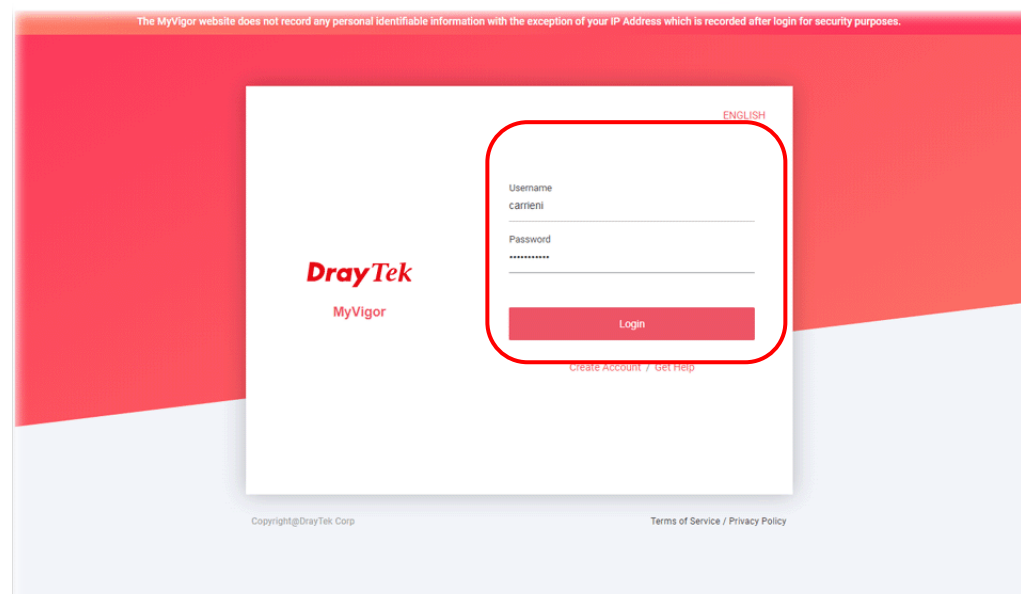 The MyVigor website does not record any personal identifiable information with the exception of your IP Address which is recorded after login for security purposes.
ENGLISH
Username
carrieni
Password
•••••••••••
DrayTek
MyVigor
Login
Create Account / Get Help
Copyright@DrayTek Corp
Terms of Service / Privacy Policy